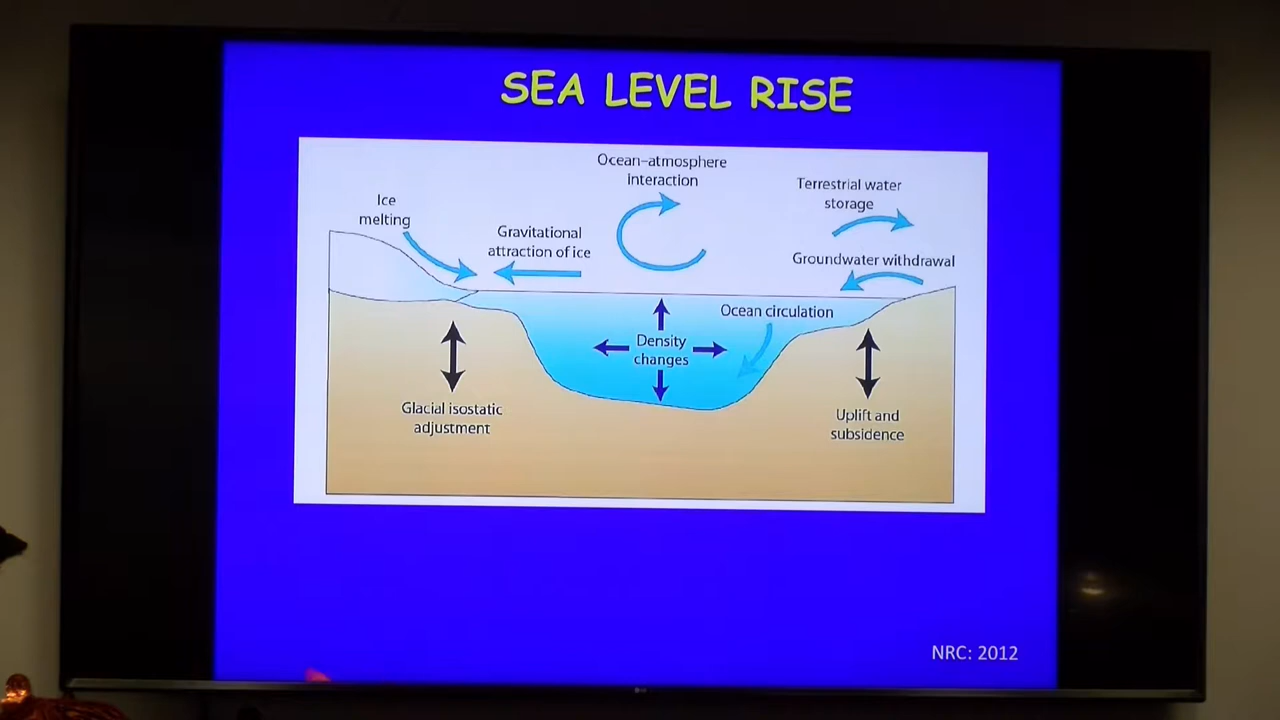 SEA LEVEL RISE
Ocean–atmosphere
interaction
Terrestrial water
storage
Ice
melting
Gravitational
attraction of ice
Groundwater withdrawal
Ocean circulation
Density
changes
Glacial isostatic
adjustment
Uplift and
subsidence
NRC: 2012
LG